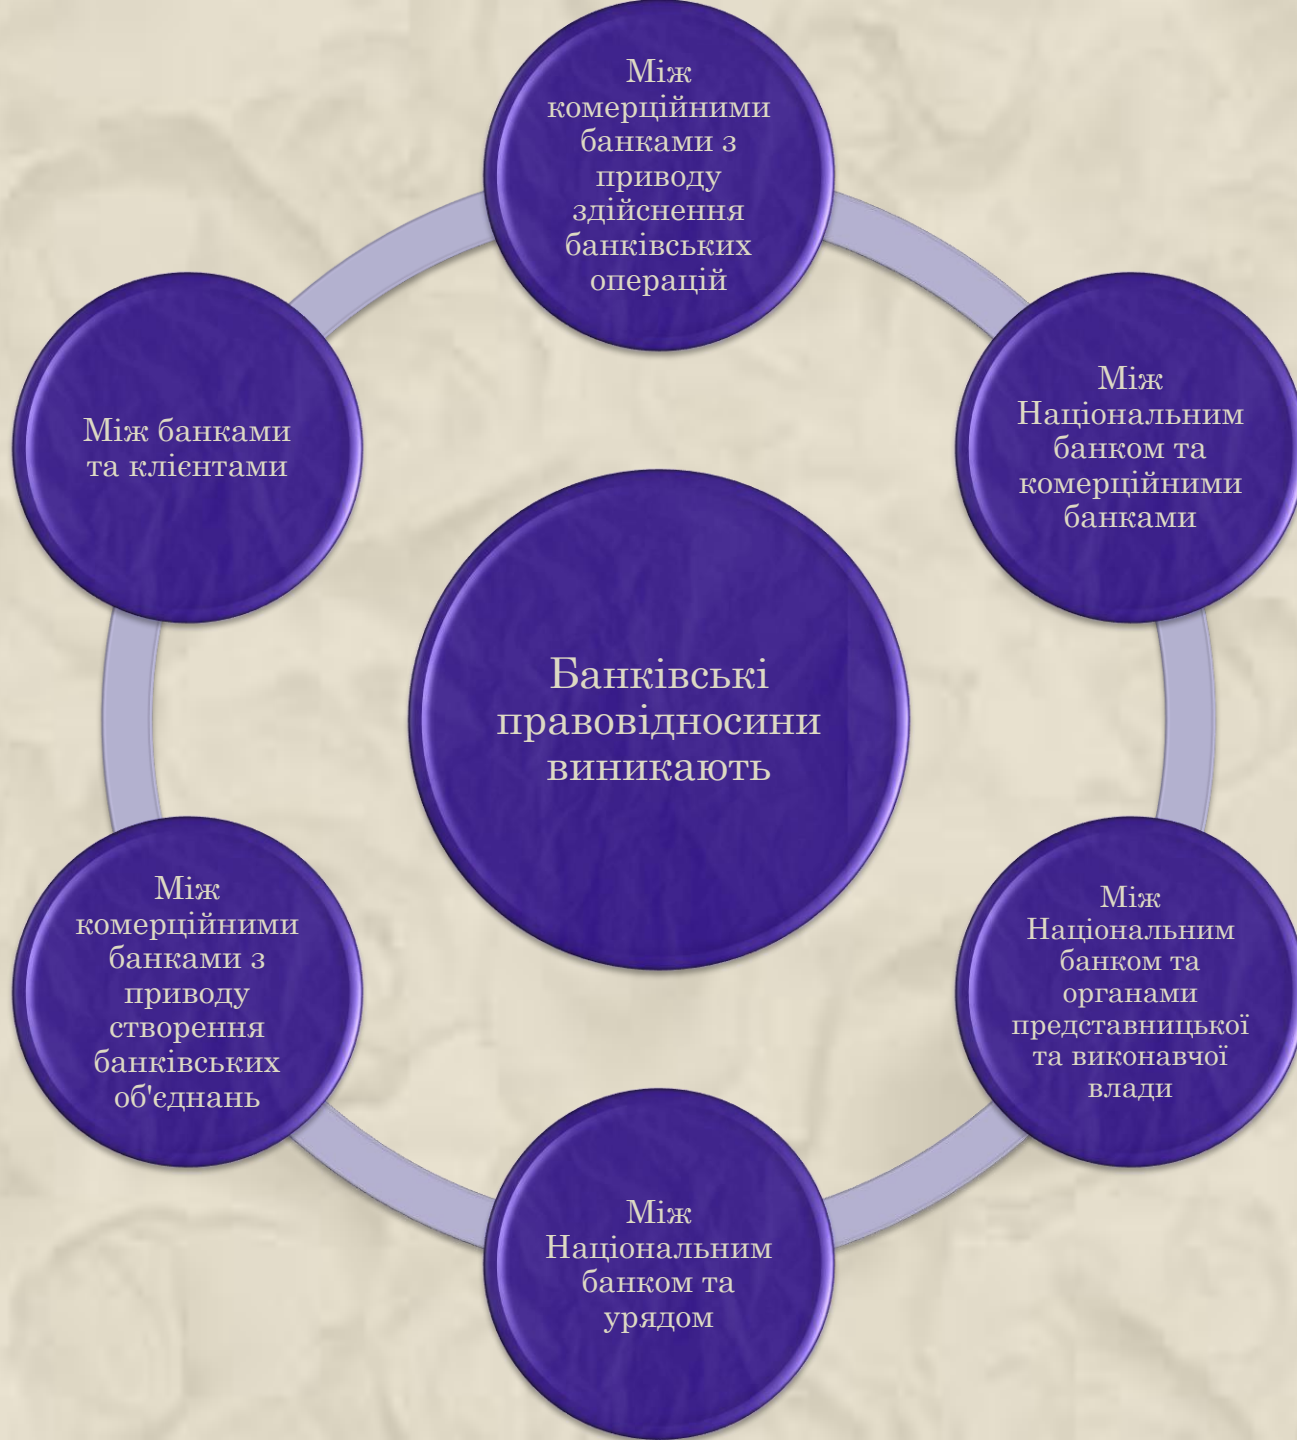 Між
комерційними
банками з
приводу
здійснення
банківських
операцій
Між
Національним
банком та
комерційними
банками
Між
Національним
банком та
органами
представницької
та виконавчої
влади
Між
Національним
банком та
урядом
Між
комерційними
банками з
приводу
створення
банківських
об'єднань
Між банками
та клієнтами
Банківські
правовідносини
виникають